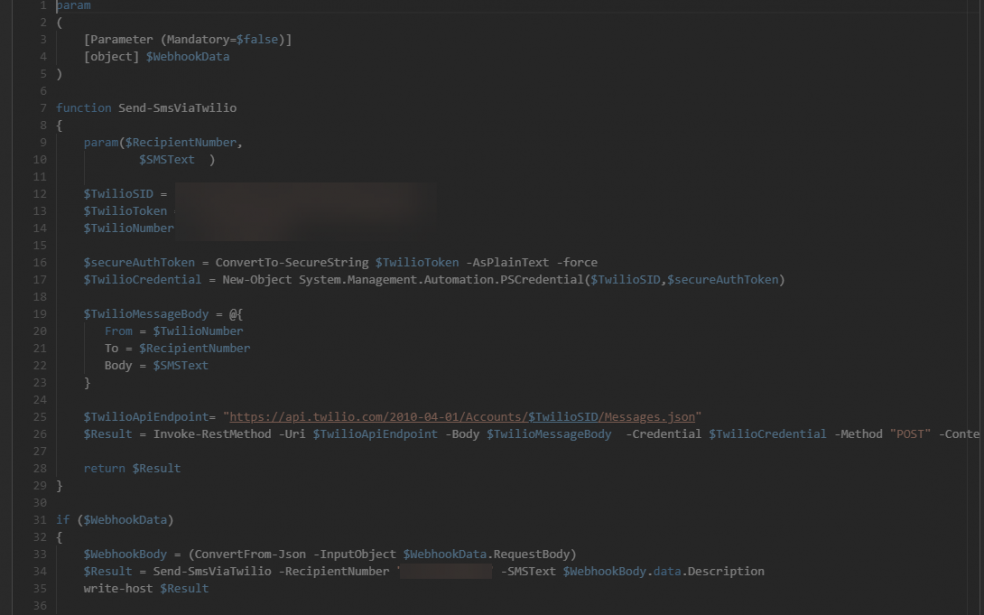 1 param
2 (
3 [Parameter (Mandatory=$false)]
4 [object] $WebhookData
5 )
6
7 function Send-SmsViaTwilio
8 {
9 param($RecipientNumber,
10 $SMSText )
11
12 $TwilioSID =
13 $TwilioToken
14 $TwilioNumber
15
16 $secureAuthToken = ConvertTo-SecureString $TwilioToken -AsPlainText -force
17 $TwilioCredential = New-Object System.Management.Automation.PSCredential($TwilioSID,$secureAuthToken)
18
19 $TwilioMessageBody = @{
20 From = $TwilioNumber
21 To = $RecipientNumber
22 Body = $SMSText
23 }
24
25 $TwilioApiEndpoint= "https://api.twilio.com/2010-04-01/Accounts/$TwilioSID/Messages.json"
26 $Result = Invoke-RestMethod -Uri $TwilioApiEndpoint -Body $TwilioMessageBody -Credential $TwilioCredential -Method "POST" -Conte
27
28 return $Result
29 }
30
31 if ($WebhookData)
32 {
33 $WebhookBody = (ConvertFrom-Json -InputObject $WebhookData.RequestBody)
34 $Result = Send-SmsViaTwilio -RecipientNumber ' -SMSText $WebhookBody.data.Description
35 write-host $Result
36